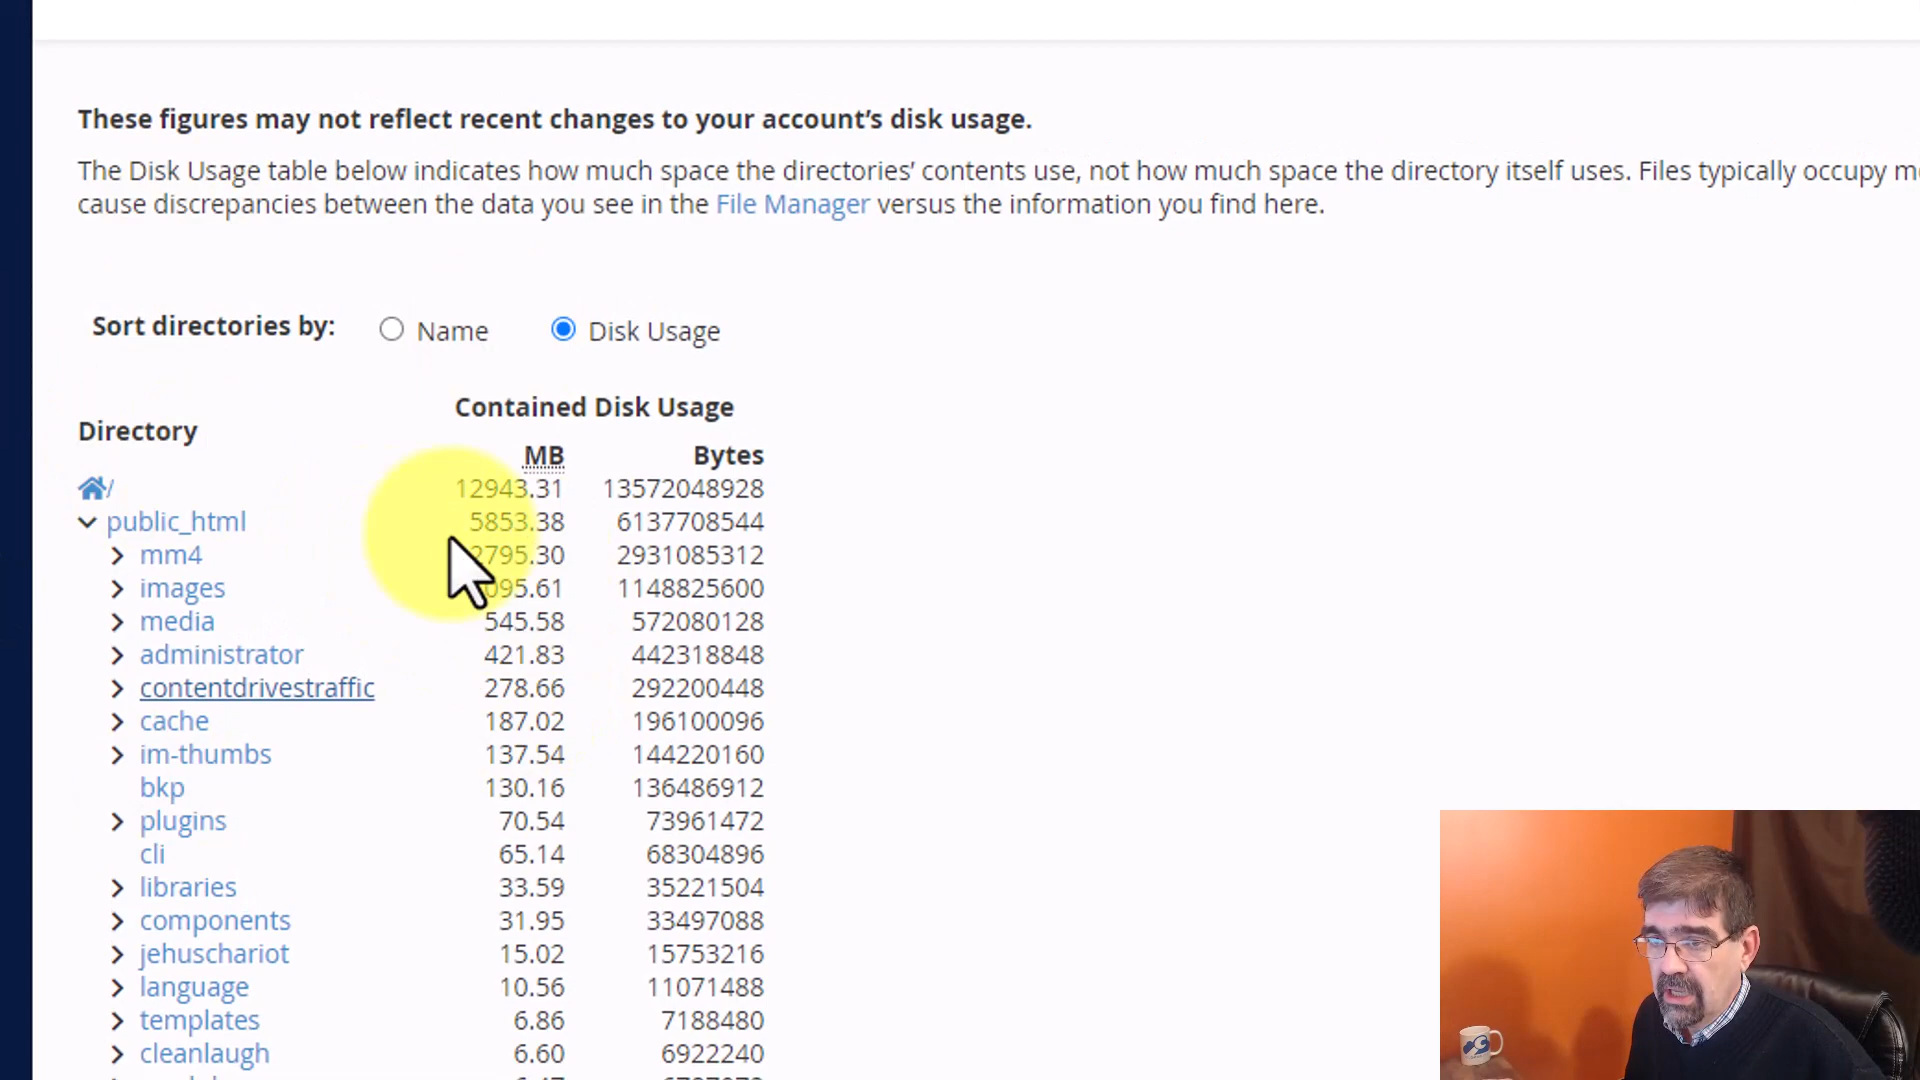 These figures may not reflect recent changes to your account’s disk usage.
The Disk Usage table below indicates how much space the directories’ contents use, not how much space the directory itself uses. Files typically occupy
cause discrepancies between the data you see in the File Manager versus the information you find here.
Sort directories by: Name Disk Usage
Contained Disk Usage
Directory
MB Bytes
/ 12943.31 13572048928
public_html 5853.38 6137708544
mm4 2795.30 2931085312
images 095.61 1148825600
media 545.58 572080128
administrator 421.83 442318848
contentdrivestraffic 278.66 292200448
cache 187.02 196100096
im-thumbs 137.54 144220160
bkp 130.16 136486912
plugins 70.54 73961472
cli 65.14 68304896
libraries 33.59 35221504
components 31.95 33497088
jehuschariot 15.02 15753216
language 10.56 11071488
templates 6.86 7188480
cleanlaugh 6.60 6922240